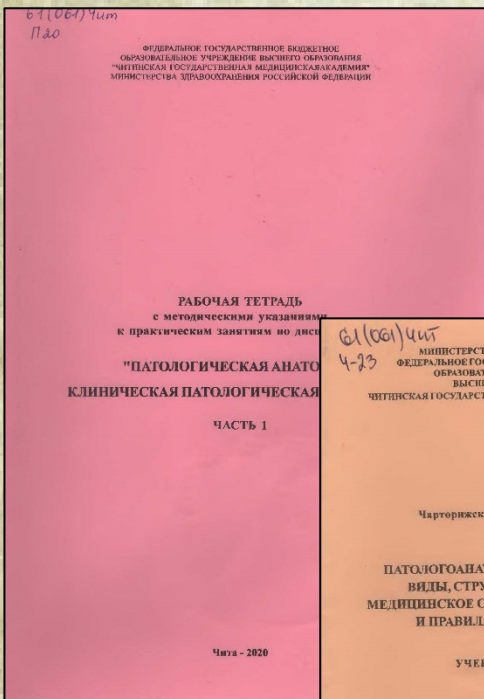 61(061)Чит
П20
ФЕДЕРАЛЬНОЕ ГОСУДАРСТВЕННОЕ БЮДЖЕТНОЕ
ОБРАЗОВАТЕЛЬНОЕ УЧРЕЖДЕНИЕ ВЫСШЕГО ОБРАЗОВАНИЯ
"ЧИТИНСКАЯ ГОСУДАРСТВЕННАЯ МЕДИЦИНСКАЯАКАДЕМИЯ"
МИНИСТЕРСТВА ЗДРАВООХРАНЕНИЯ РОССИЙСКОЙ ФЕДЕРАЦИИ
РАБОЧАЯ ТЕТРАДЬ
с методическими указаниями
к практическим занятиям по дисц
"ПАТОЛОГИЧЕСКАЯ АНАТО
КЛИНИЧЕСКАЯ ПАТОЛОГИЧЕСКАЯ
ЧАСТЬ 1
Чита - 2020
61(061)Чит
Ч-23
МИНИСТЕРСТ
ФЕДЕРАЛЬНОЕ ГОС
ОБРАЗОВАТ
ВЫСШ
ЧИТИНСКАЯ ГОСУДАРСТ
Чарторижск
ПАТОЛОГОАНАТ
ВИДЫ, СТРУ
МЕДИЦИНСКОЕ С
И ПРАВИЛ
УЧЕБ